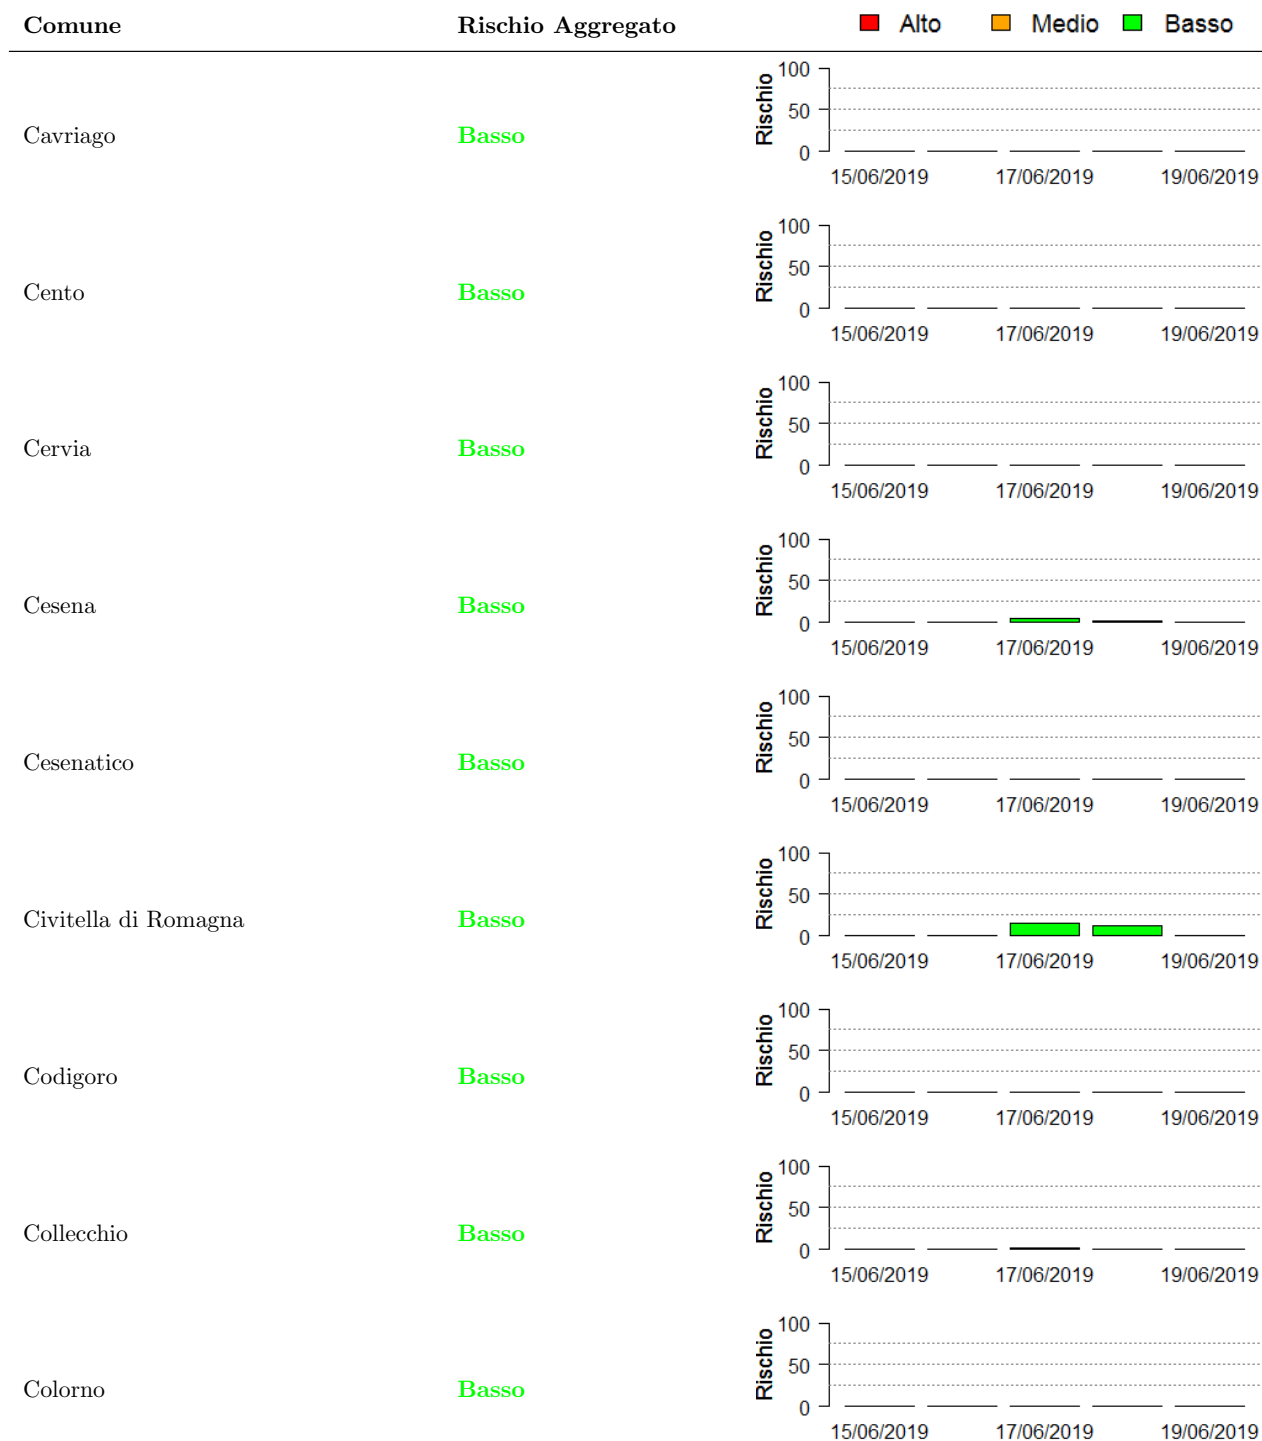 Comune Rischio Aggregato Alto Medio Basso
Cavriago Basso
Rischio
100
50
0
15/06/2019 17/06/2019 19/06/2019
Cento Basso
Rischio
100
50
0
15/06/2019 17/06/2019 19/06/2019
Cervia Basso
Rischio
100
50
0
15/06/2019 17/06/2019 19/06/2019
Cesena Basso
Rischio
100
50
0
15/06/2019 17/06/2019 19/06/2019
Cesenatico Basso
Rischio
100
50
0
15/06/2019 17/06/2019 19/06/2019
Civitella di Romagna Basso
Rischio
100
50
0
15/06/2019 17/06/2019 19/06/2019
Codigoro Basso
Rischio
100
50
0
15/06/2019 17/06/2019 19/06/2019
Collecchio Basso
Rischio
100
50
0
15/06/2019 17/06/2019 19/06/2019
Colorno Basso
Rischio
100
50
0
15/06/2019 17/06/2019 19/06/2019